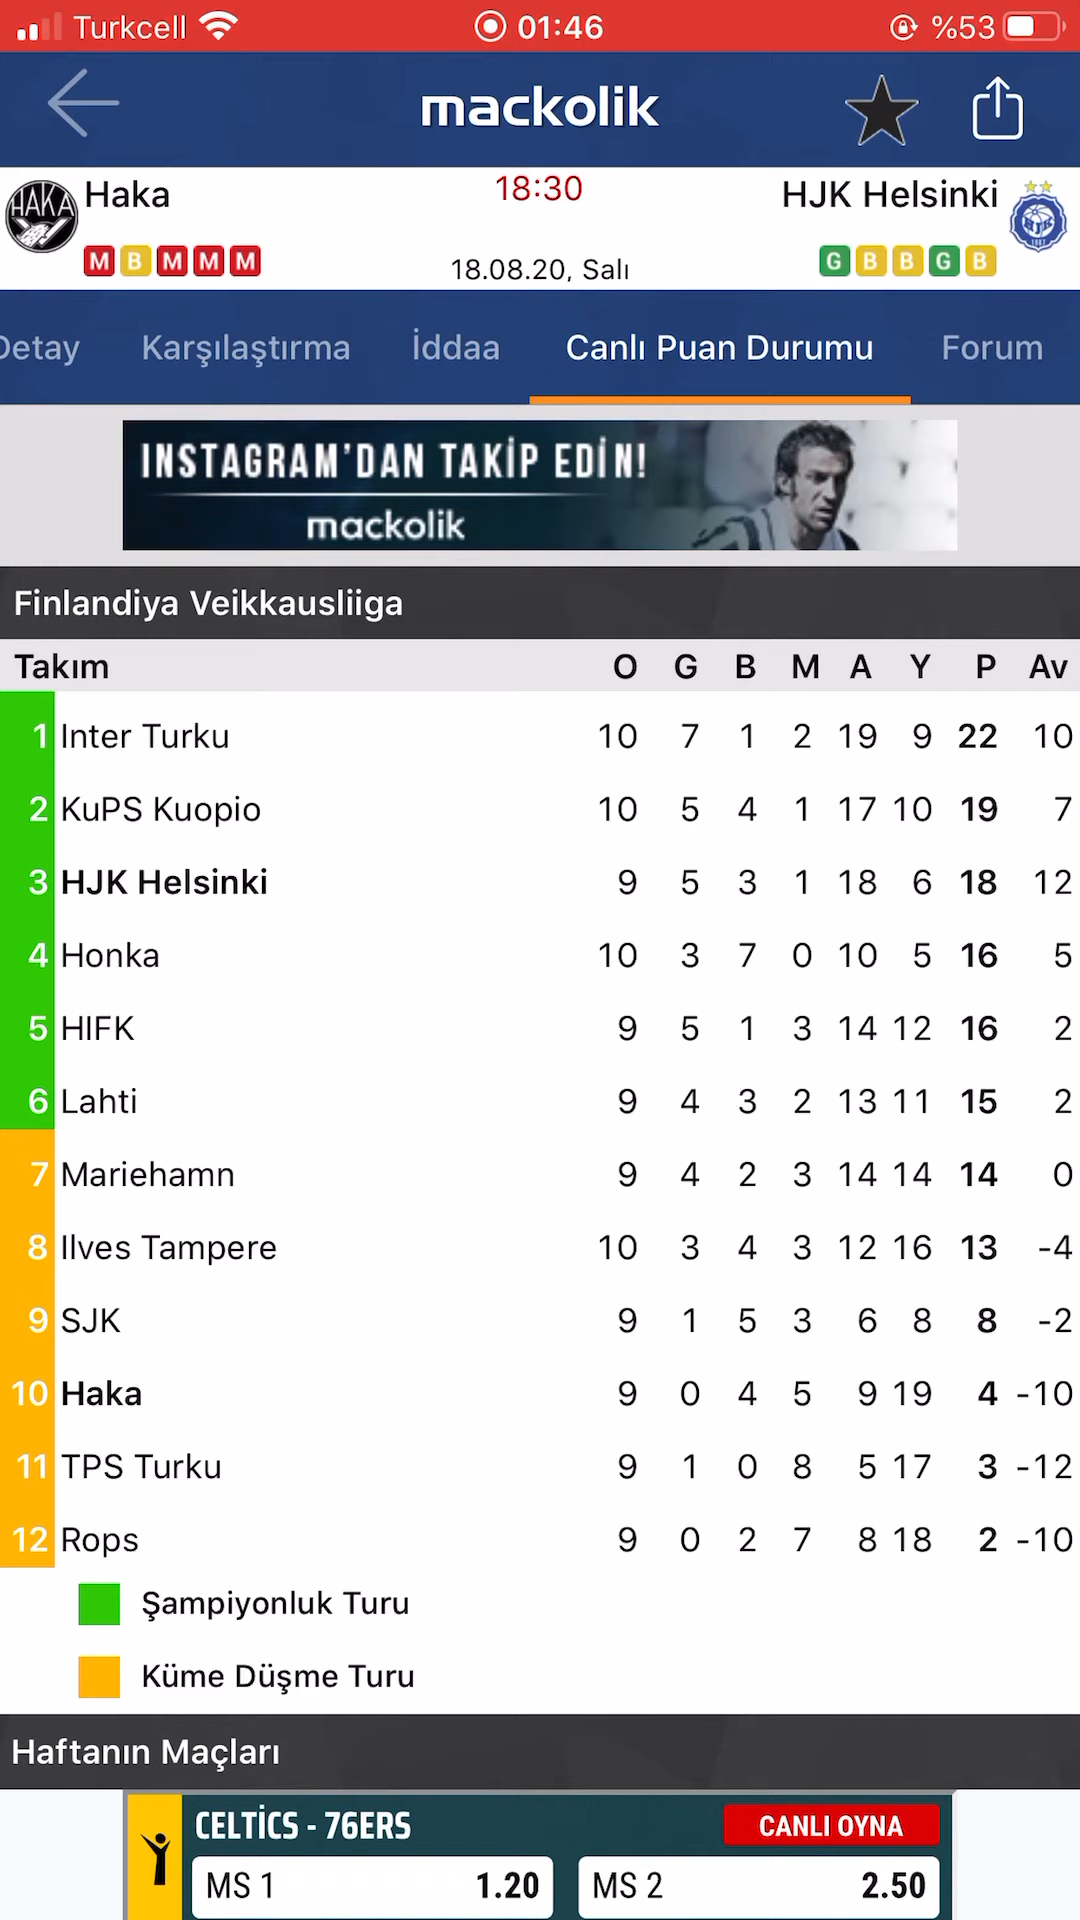 Turkcell 01:46 %53
mackolik
HAKA Haka 18:30 HJK Helsinki
M B M M M 18.08.20, Salı G B B G B
Detay Karşılaştırma İddaa Canlı Puan Durumu Forum
INSTAGRAM'DAN TAKİP EDİN!
mackolik
Finlandiya Veikkausliiga
Takım O G B M A Y P Av
1 Inter Turku 10 7 1 2 19 9 22 10
2 KuPS Kuopio 10 5 4 1 17 10 19 7
3 HJK Helsinki 9 5 3 1 18 6 18 12
4 Honka 10 3 7 0 10 5 16 5
5 HIFK 9 5 1 3 14 12 16 2
6 Lahti 9 4 3 2 13 11 15 2
7 Mariehamn 9 4 2 3 14 14 14 0
8 Ilves Tampere 10 3 4 3 12 16 13 -4
9 SJK 9 1 5 3 6 8 8 -2
10 Haka 9 0 4 5 9 19 4 -10
11 TPS Turku 9 1 0 8 5 17 3 -12
12 Rops 9 0 2 7 8 18 2 -10
Şampiyonluk Turu
Küme Düşme Turu
Haftanın Maçları
CELTİCS - 76ERS CANLI OYNA
MS 1 1.20 MS 2 2.50